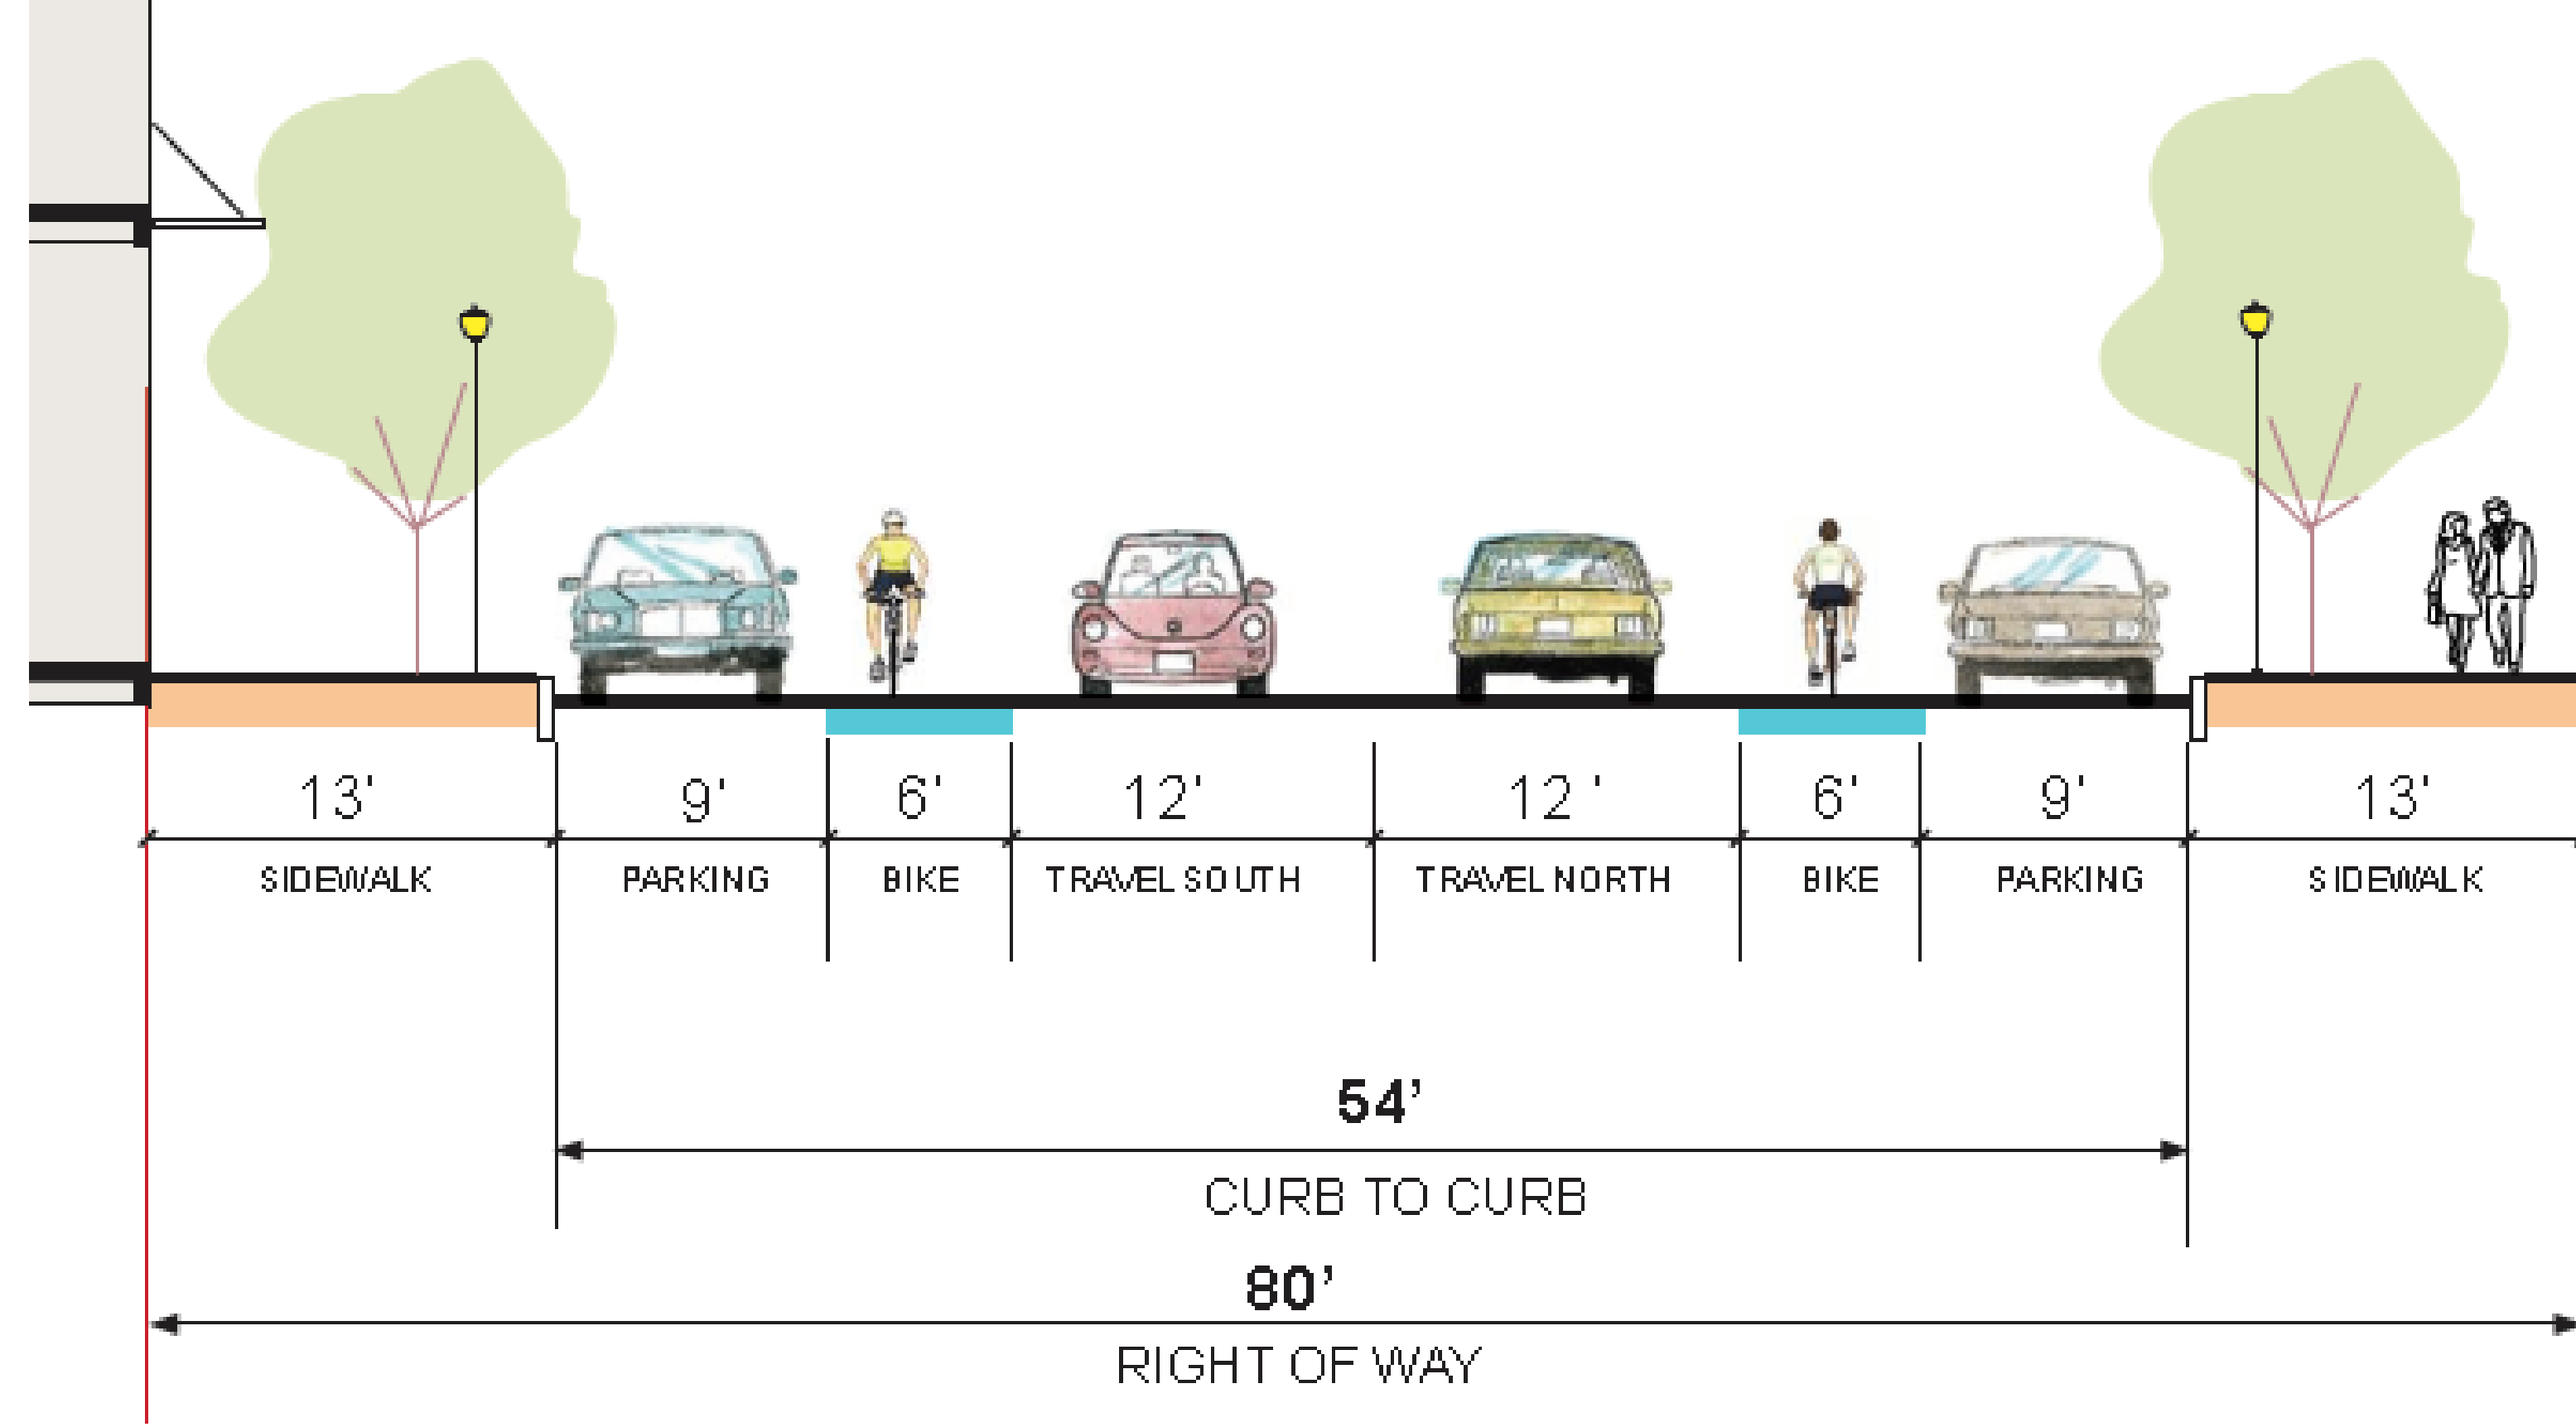 13' 9' 6' 12' 12 ' 6' 9' 13'
SIDEWALK PARKING BIKE TRAVEL SOUTH TRAVEL NORTH BIKE PARKING SIDEWALK
54’
CURB TO CURB
80’
RIGHT OF WAY